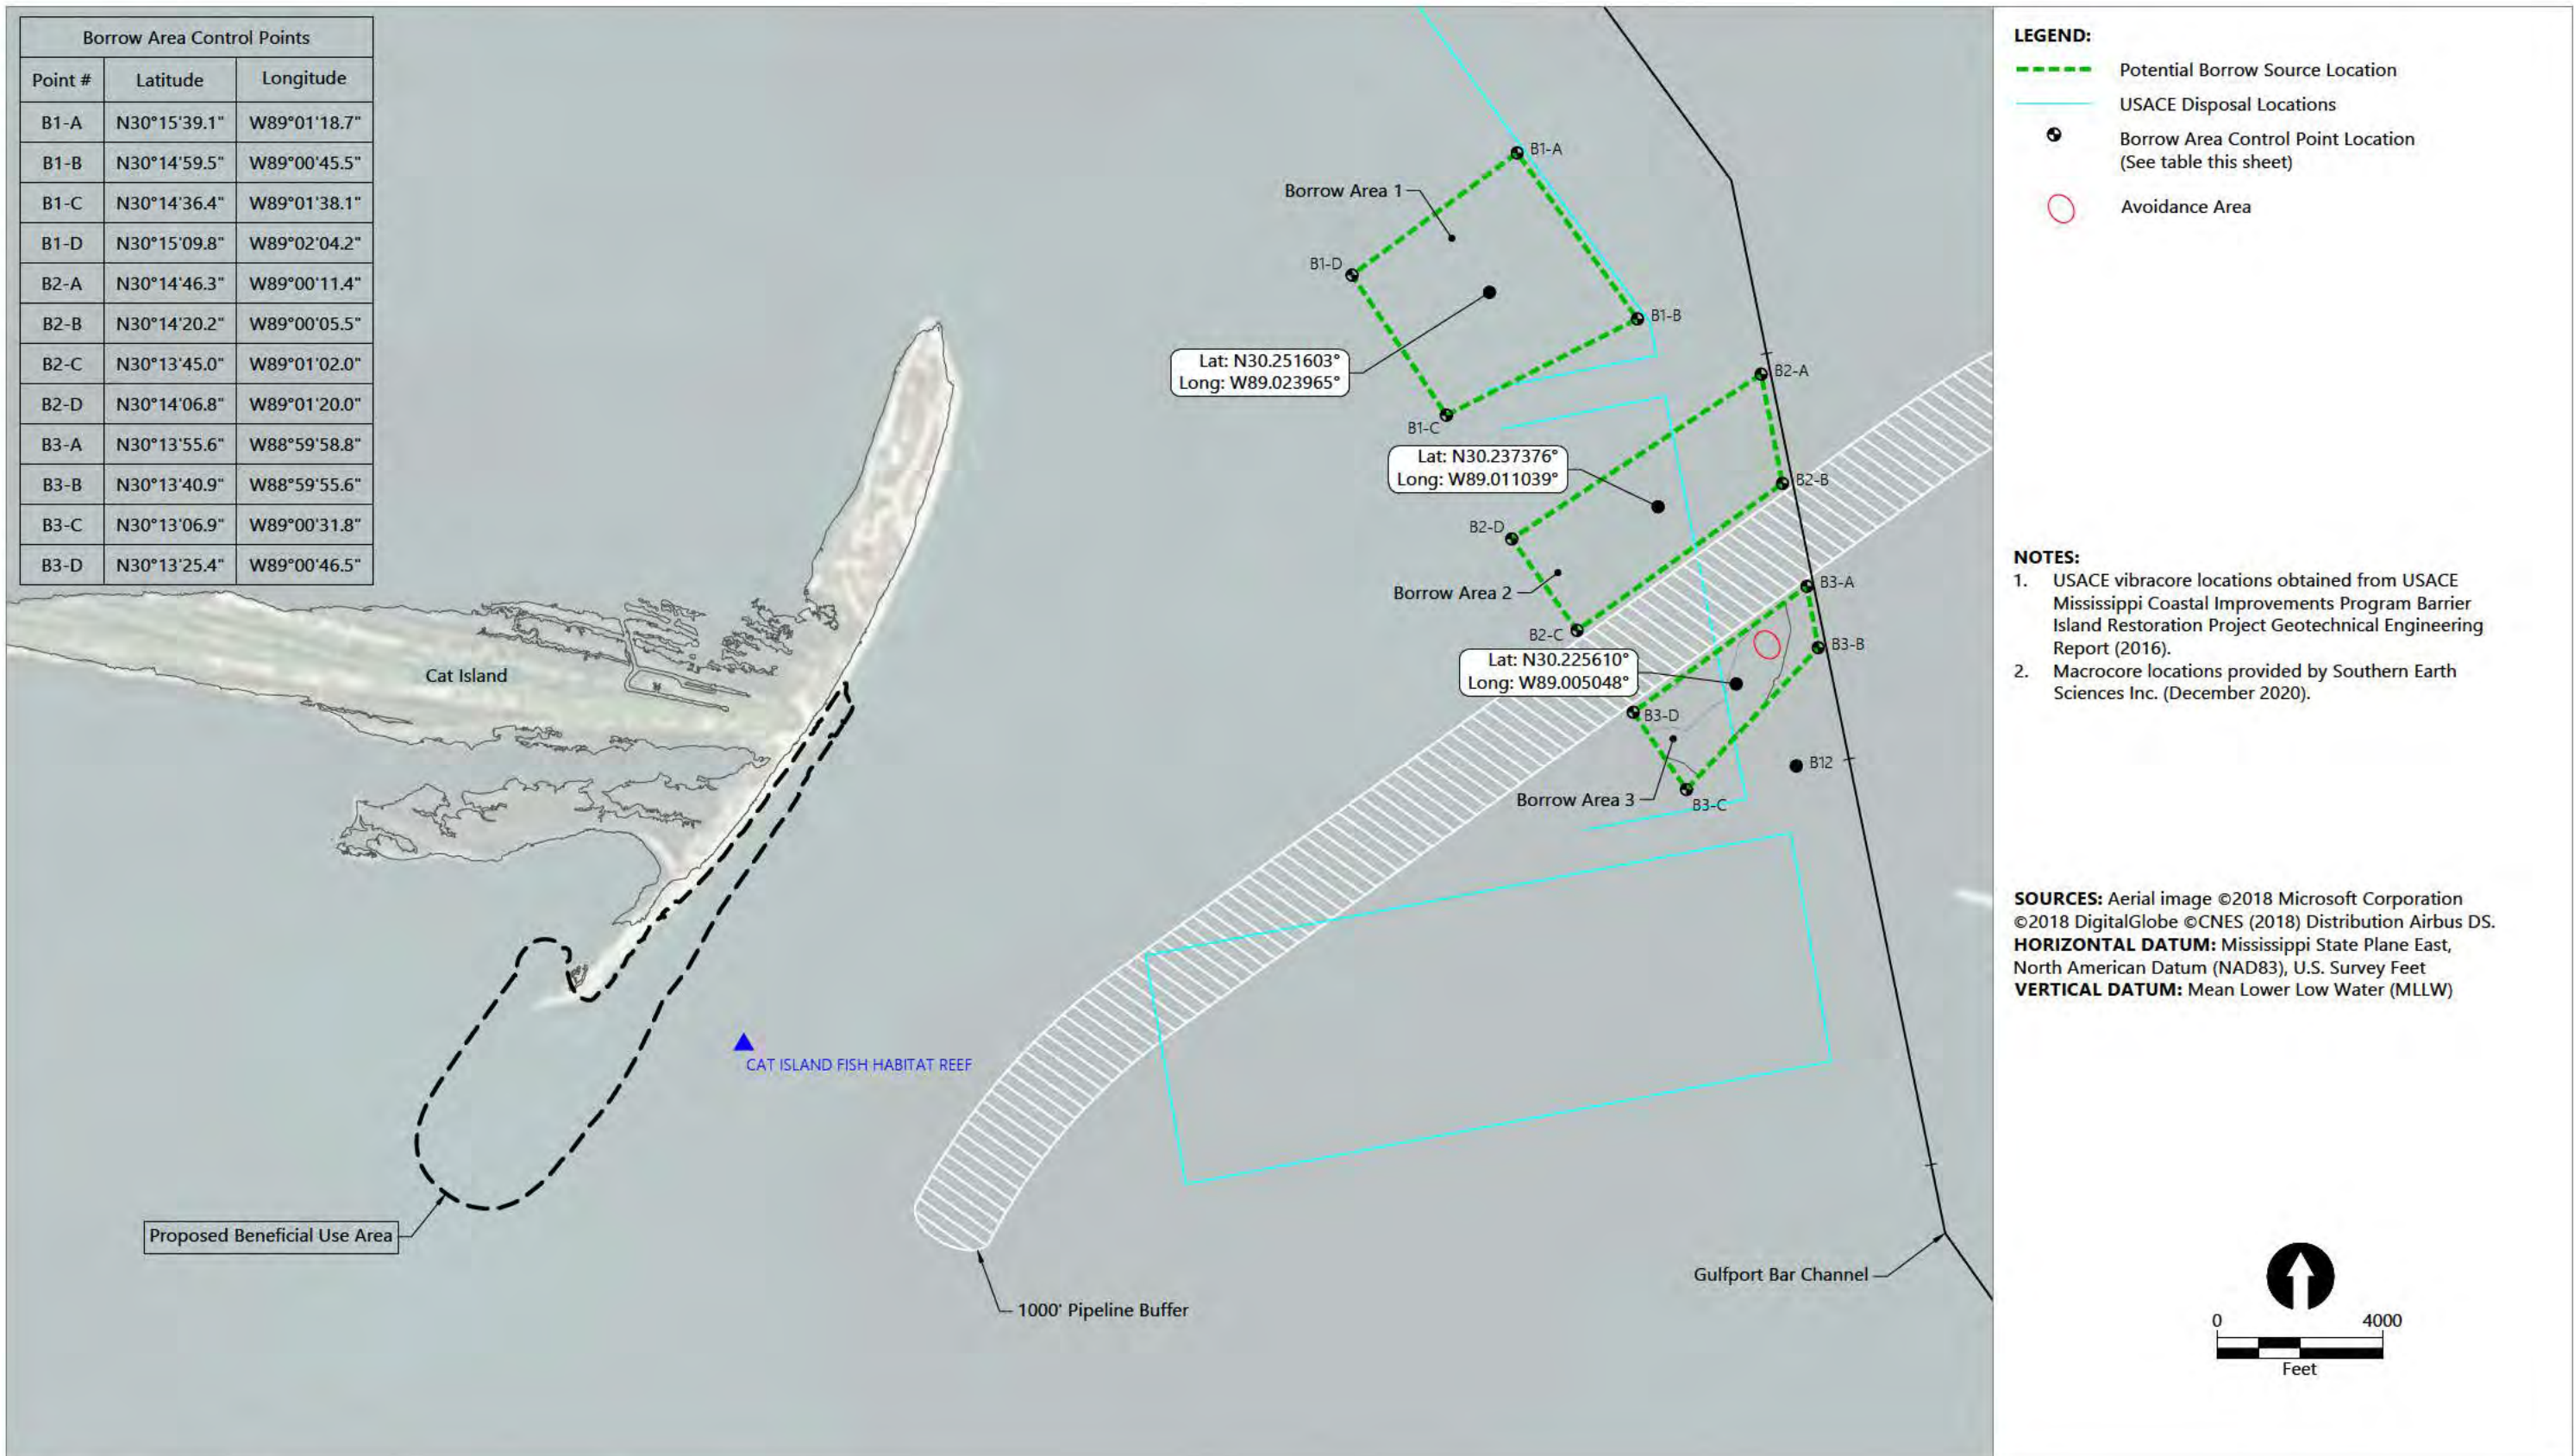 Borrow Area Control Points
Point # Latitude Longitude
B1-A N30°15'39.1" W89°01'18.7"
B1-B N30°14'59.5" W89°00'45.5"
B1-C N30°14'36.4" W89°01'38.1"
B1-D N30°15'09.8" W89°02'04.2"
B2-A N30°14'46.3" W89°00'11.4"
B2-B N30°14'20.2" W89°00'05.5"
B2-C N30°13'45.0" W89°01'02.0"
B2-D N30°14'06.8" W89°01'20.0"
B3-A N30°13'55.6" W88°59'58.8"
B3-B N30°13'40.9" W88°59'55.6"
B3-C N30°13'06.9" W89°00'31.8"
B3-D N30°13'25.4" W89°00'46.5"
B1-A
Borrow Area 1
B1-D
B1-B
Lat: N30.251603°
Long: W89.023965°
B2-A
B1-C
Lat: N30.237376°
Long: W89.011039°
B2-B
B2-D
B3-A
Borrow Area 2
B2-C
B3-B
Lat: N30.225610°
Long: W89.005048°
Cat Island
B3-D
B12
Borrow Area 3
B3-C
CAT ISLAND FISH HABITAT REEF
Proposed Beneficial Use Area
Gulfport Bar Channel
1000' Pipeline Buffer
LEGEND:
Potential Borrow Source Location
USACE Disposal Locations
Borrow Area Control Point Location
(See table this sheet)
Avoidance Area
NOTES:
1. USACE vibracore locations obtained from USACE
Mississippi Coastal Improvements Program Barrier
Island Restoration Project Geotechnical Engineering
Report (2016).
2. Macrocore locations provided by Southern Earth
Sciences Inc. (December 2020).
SOURCES: Aerial image ©2018 Microsoft Corporation
©2018 DigitalGlobe ©CNES (2018) Distribution Airbus DS.
HORIZONTAL DATUM: Mississippi State Plane East,
North American Datum (NAD83), U.S. Survey Feet
VERTICAL DATUM: Mean Lower Low Water (MLLW)
0 4000
Feet